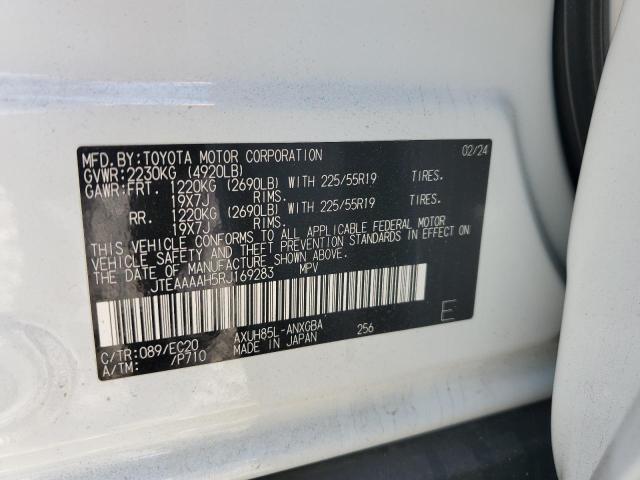 MFD. BY: TOYOTA MOTOR CORPORATION 02/24
GVWR: 2230KG (4920LB)
GAWR: FRT. 1220KG (2690LB) WITH 225/55R19 TIRES.
19X7J RIMS.
RR. 1220KG (2690LB) WITH 225/55R19 TIRES.
19X7J RIMS.
THIS VEHICLE CONFORMS TO ALL APPLICABLE FEDERAL MOTOR
VEHICLE SAFETY AND THEFT PREVENTION STANDARDS IN EFFECT ON
THE DATE OF MANUFACTURE SHOWN ABOVE.
JTEAAAAH5RJ169283 MPV
C/TR: 089/EC20 AXUH85L-ANXGBA 256 E
A/TM: /P710 MADE IN JAPAN